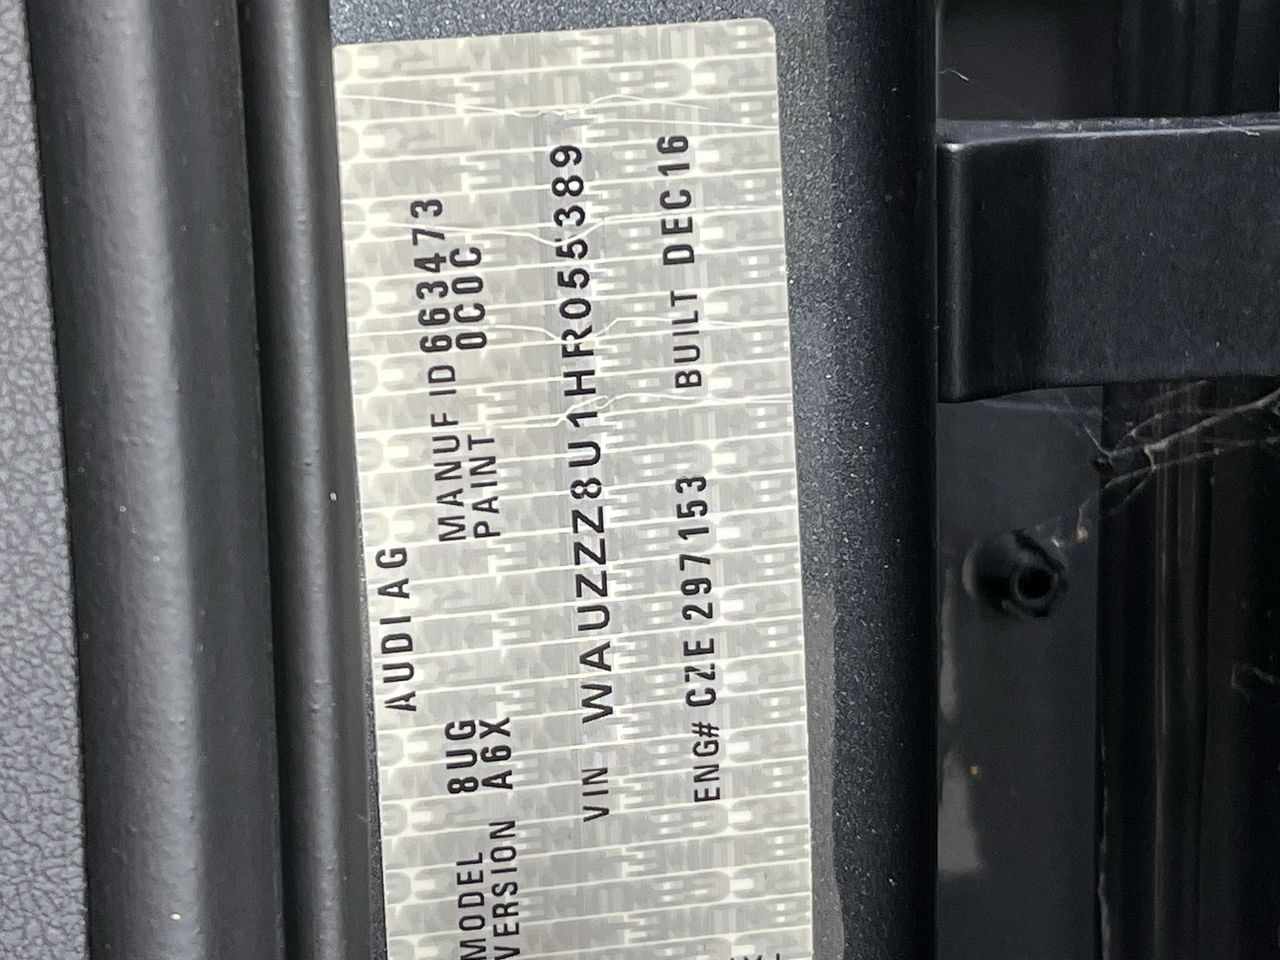 AUDI AG
MODEL 8UG MANUF ID 663473
VERSION A6X PAINT 0C0C
VIN WAUZZZ8U1HR055389
ENG# CZE 297153 BUILT DEC16